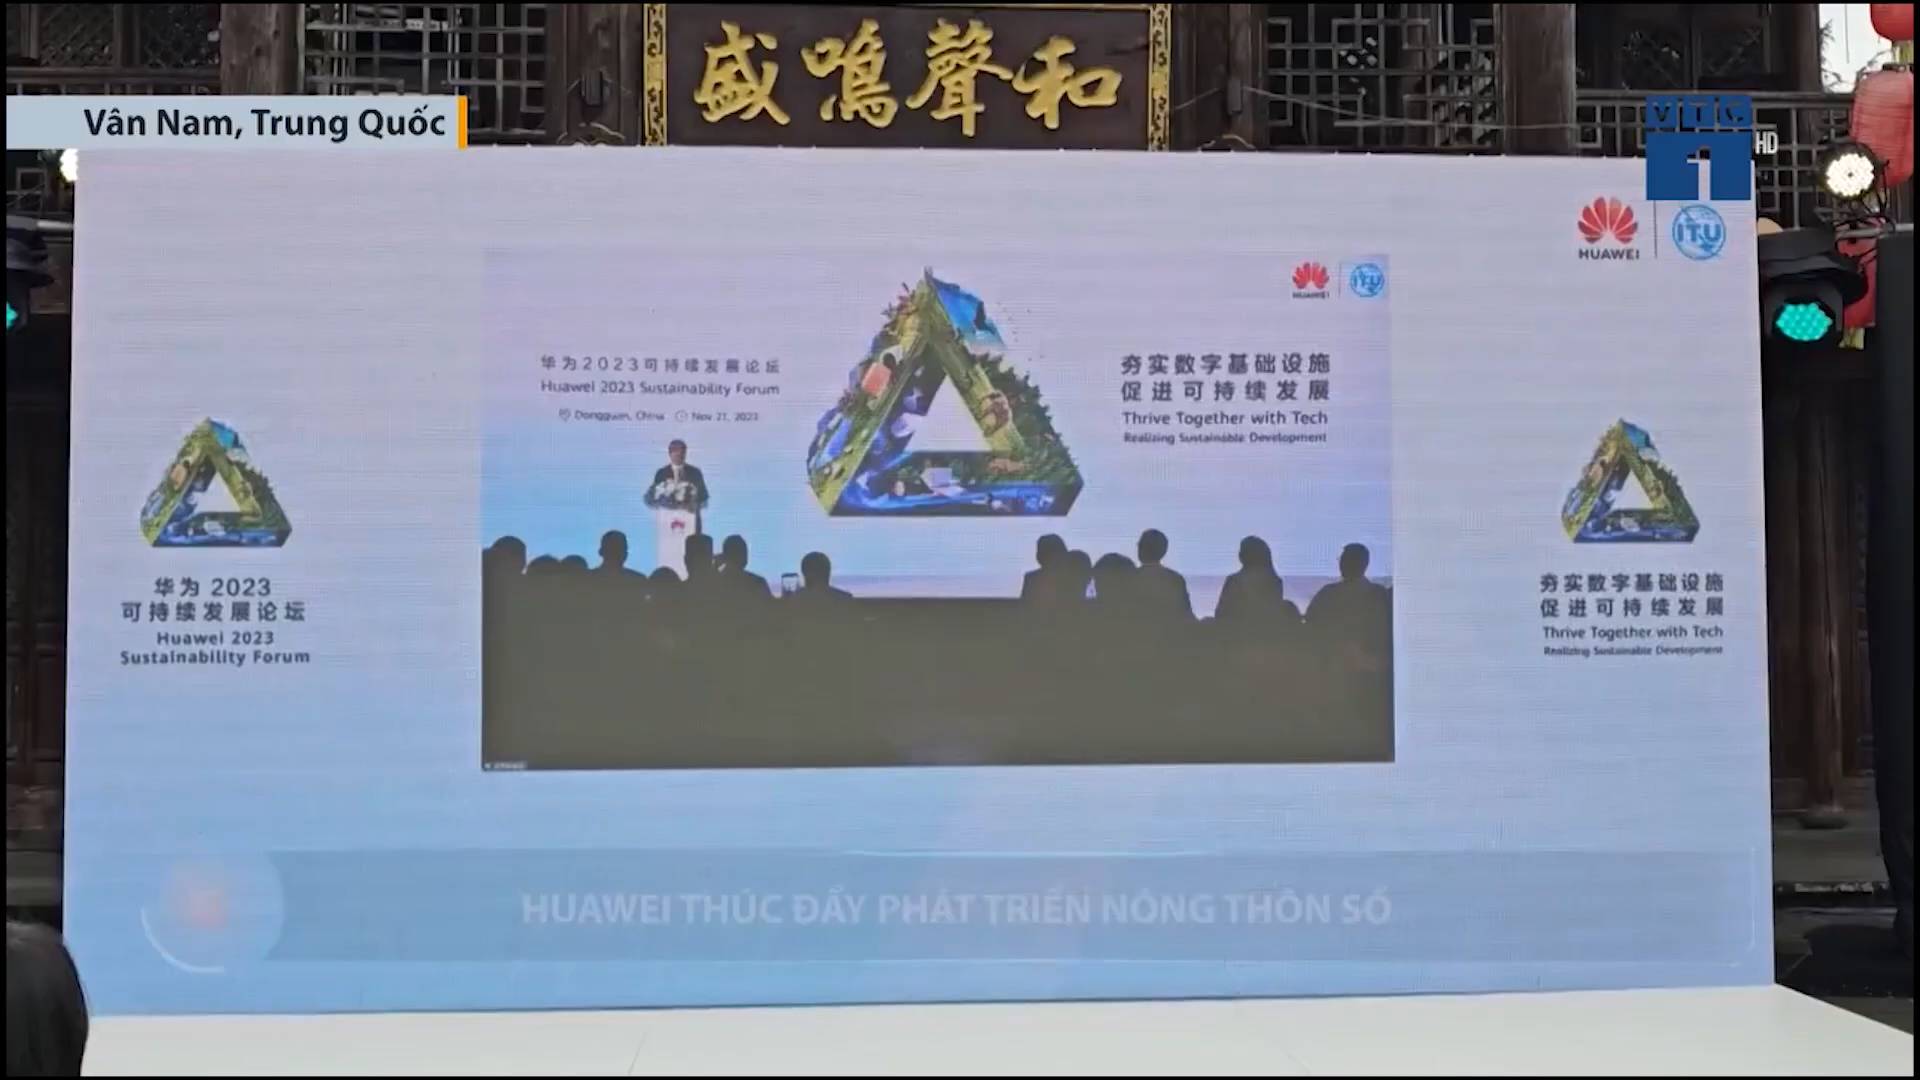 盛鳴聲和
Vân Nam, Trung Quốc
VTC
1
HD
HUAWEI
ITU
HUAWEI
ITU
华为2023可持续发展论坛
Huawei 2023 Sustainability Forum
Dongguan, China
Nov 21, 2023
夯实数字基础设施
促进可持续发展
Thrive Together with Tech
Realizing Sustainable Development
华为 2023
可持续发展论坛
Huawei 2023
Sustainability Forum
夯实数字基础设施
促进可持续发展
Thrive Together with Tech
Realizing Sustainable Development
HUAWEI THÚC ĐẨY PHÁT TRIỂN NÔNG THÔN SỐ